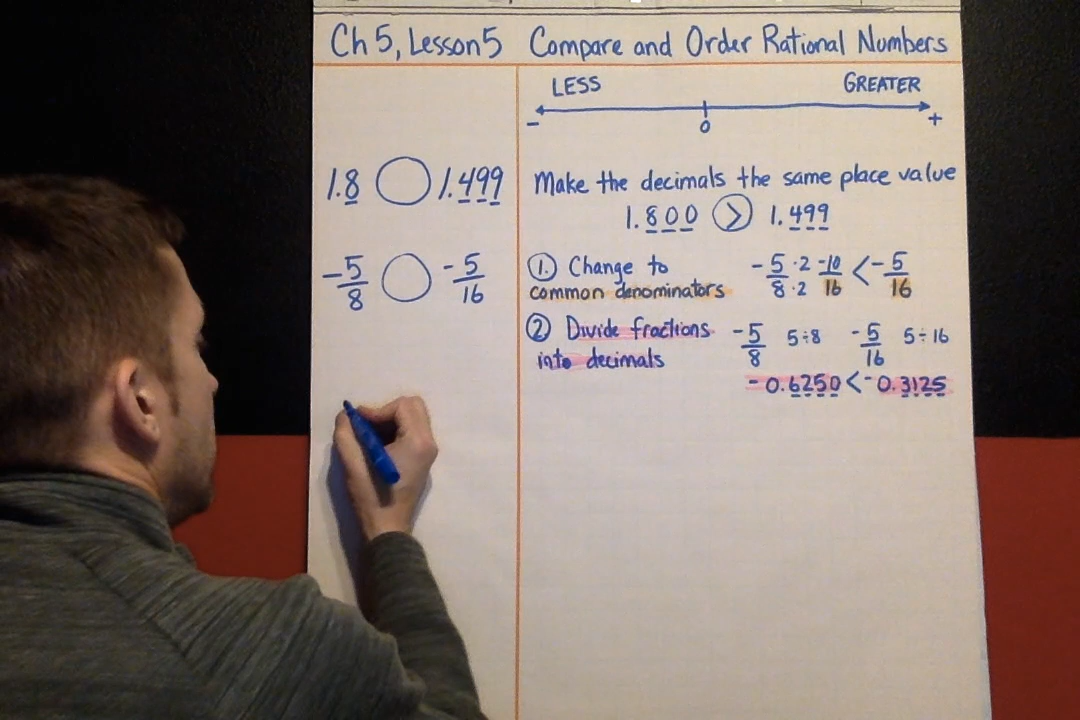 Ch 5, Lesson 5 Compare and Order Rational Numbers
LESS GREATER
- 0 +
1.8 ◯ 1.499
Make the decimals the same place value
1.800 > 1.499
-5/8 ◯ -5/16
1. Change to
common denominators
-5/8 ·2/·2 -10/16 < -5/16
2 Divide fractions
into decimals
-5/8 5÷8 -5/16 5÷16
-0.6250 < -0.3125